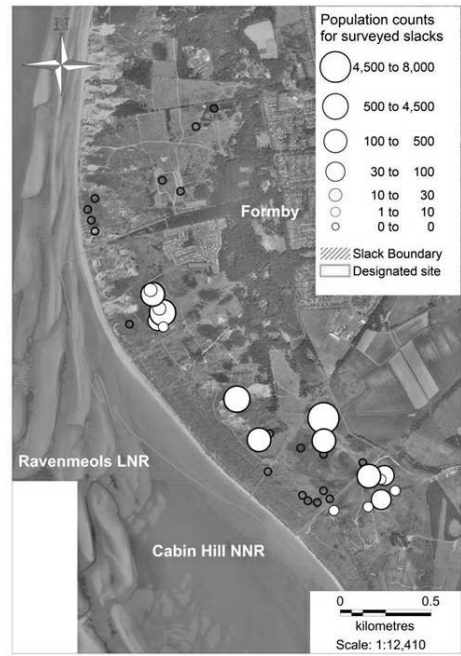 N
Population counts
for surveyed slacks
4,500 to 8,000
500 to 4,500
100 to 500
30 to 100
10 to 30
1 to 10
0 to 0
Slack Boundary
Designated site
Formby
Ravenmeols LNR
Cabin Hill NNR
0 0.5
kilometres
Scale: 1:12,410